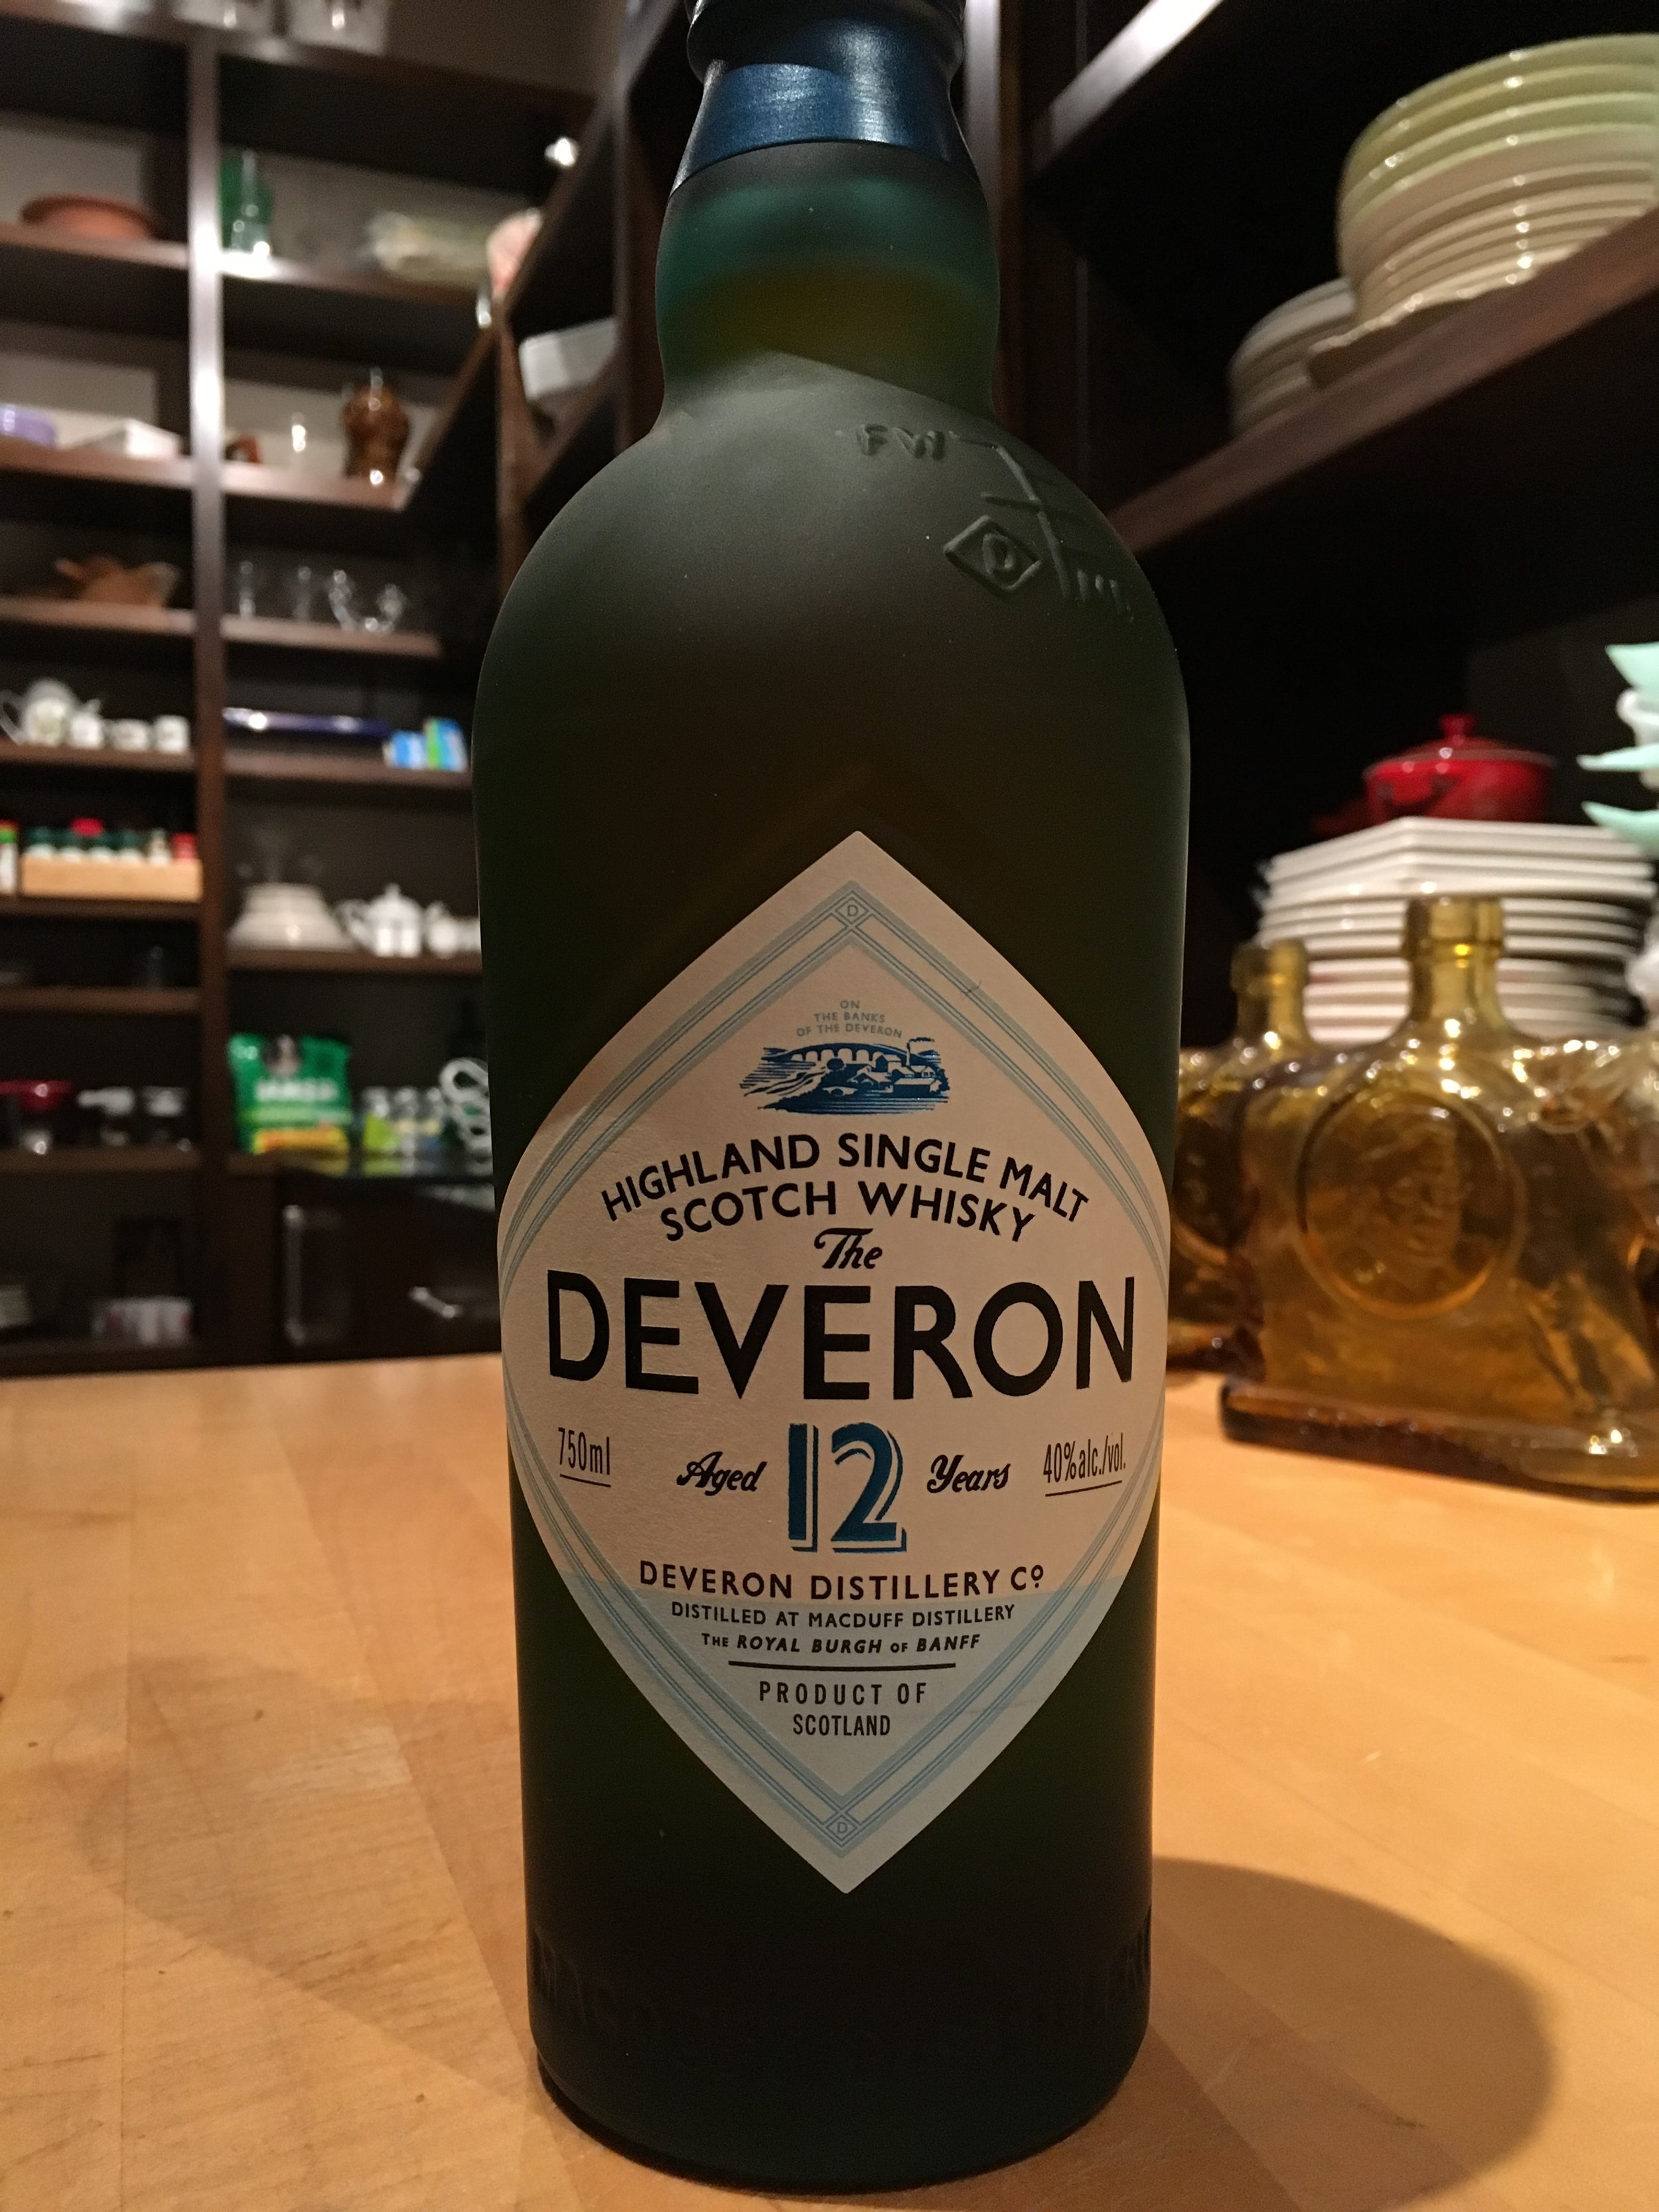 D
ON
THE BANKS
OF THE DEVERON
HIGHLAND SINGLE MALT
SCOTCH WHISKY
The
DEVERON
750ml
Aged 12 Years
40%alc./vol.
DEVERON DISTILLERY Cº
DISTILLED AT MACDUFF DISTILLERY
THE ROYAL BURGH OF BANFF
PRODUCT OF
SCOTLAND
D